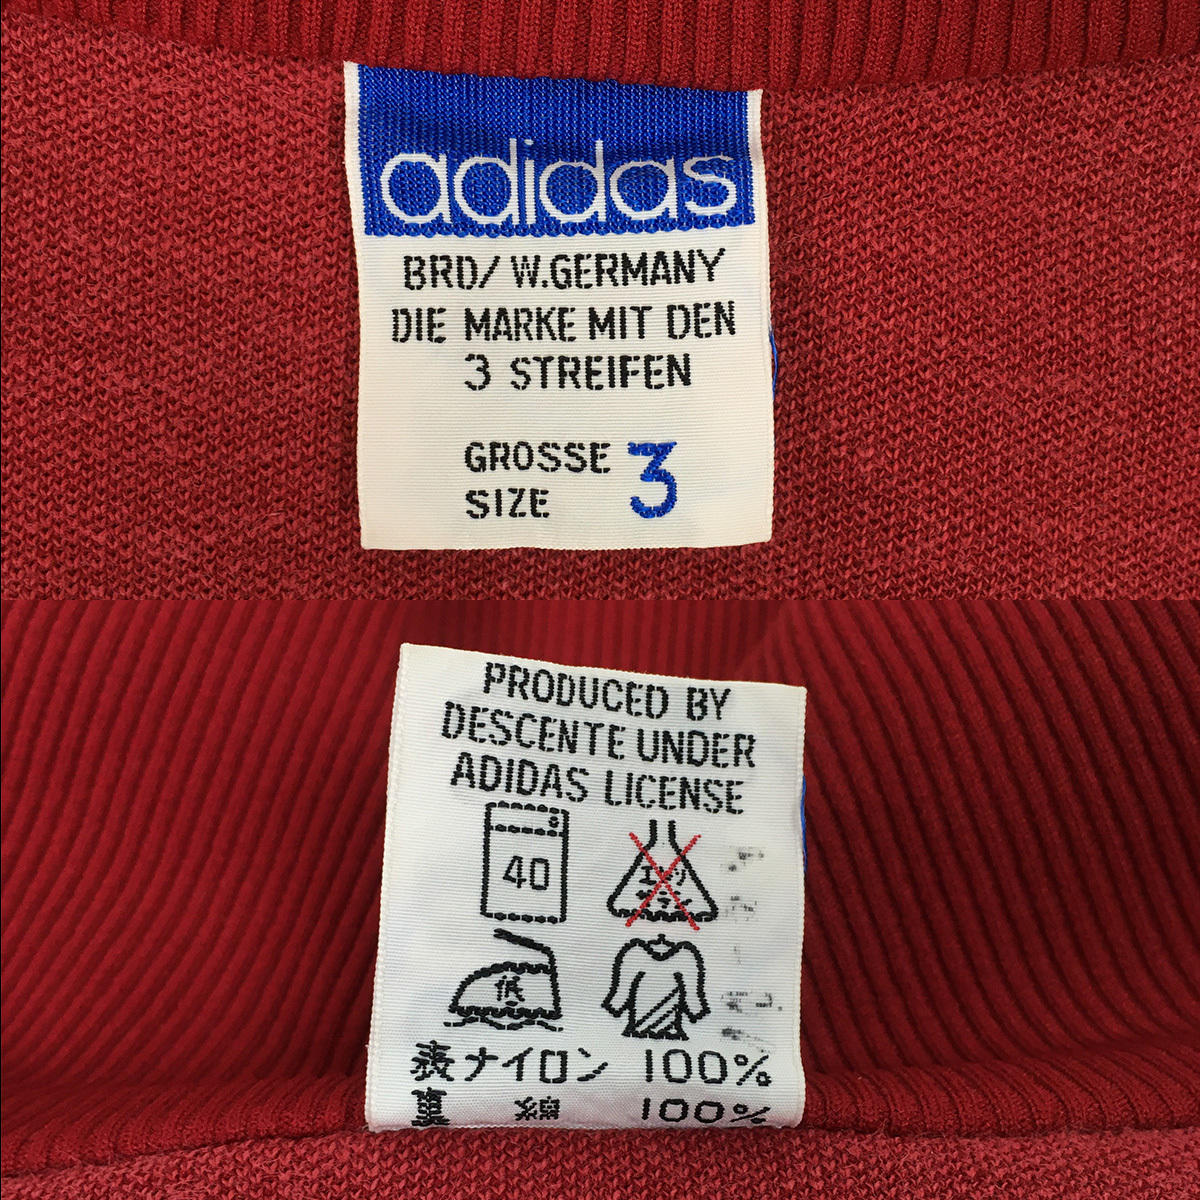 adidas
BRD/ W.GERMANY
DIE MARKE MIT DEN
3 STREIFEN
GROSSE 3
SIZE
PRODUCED BY
DESCENTE UNDER
ADIDAS LICENSE
40
低
表 ナイロン 100%
裏 100%